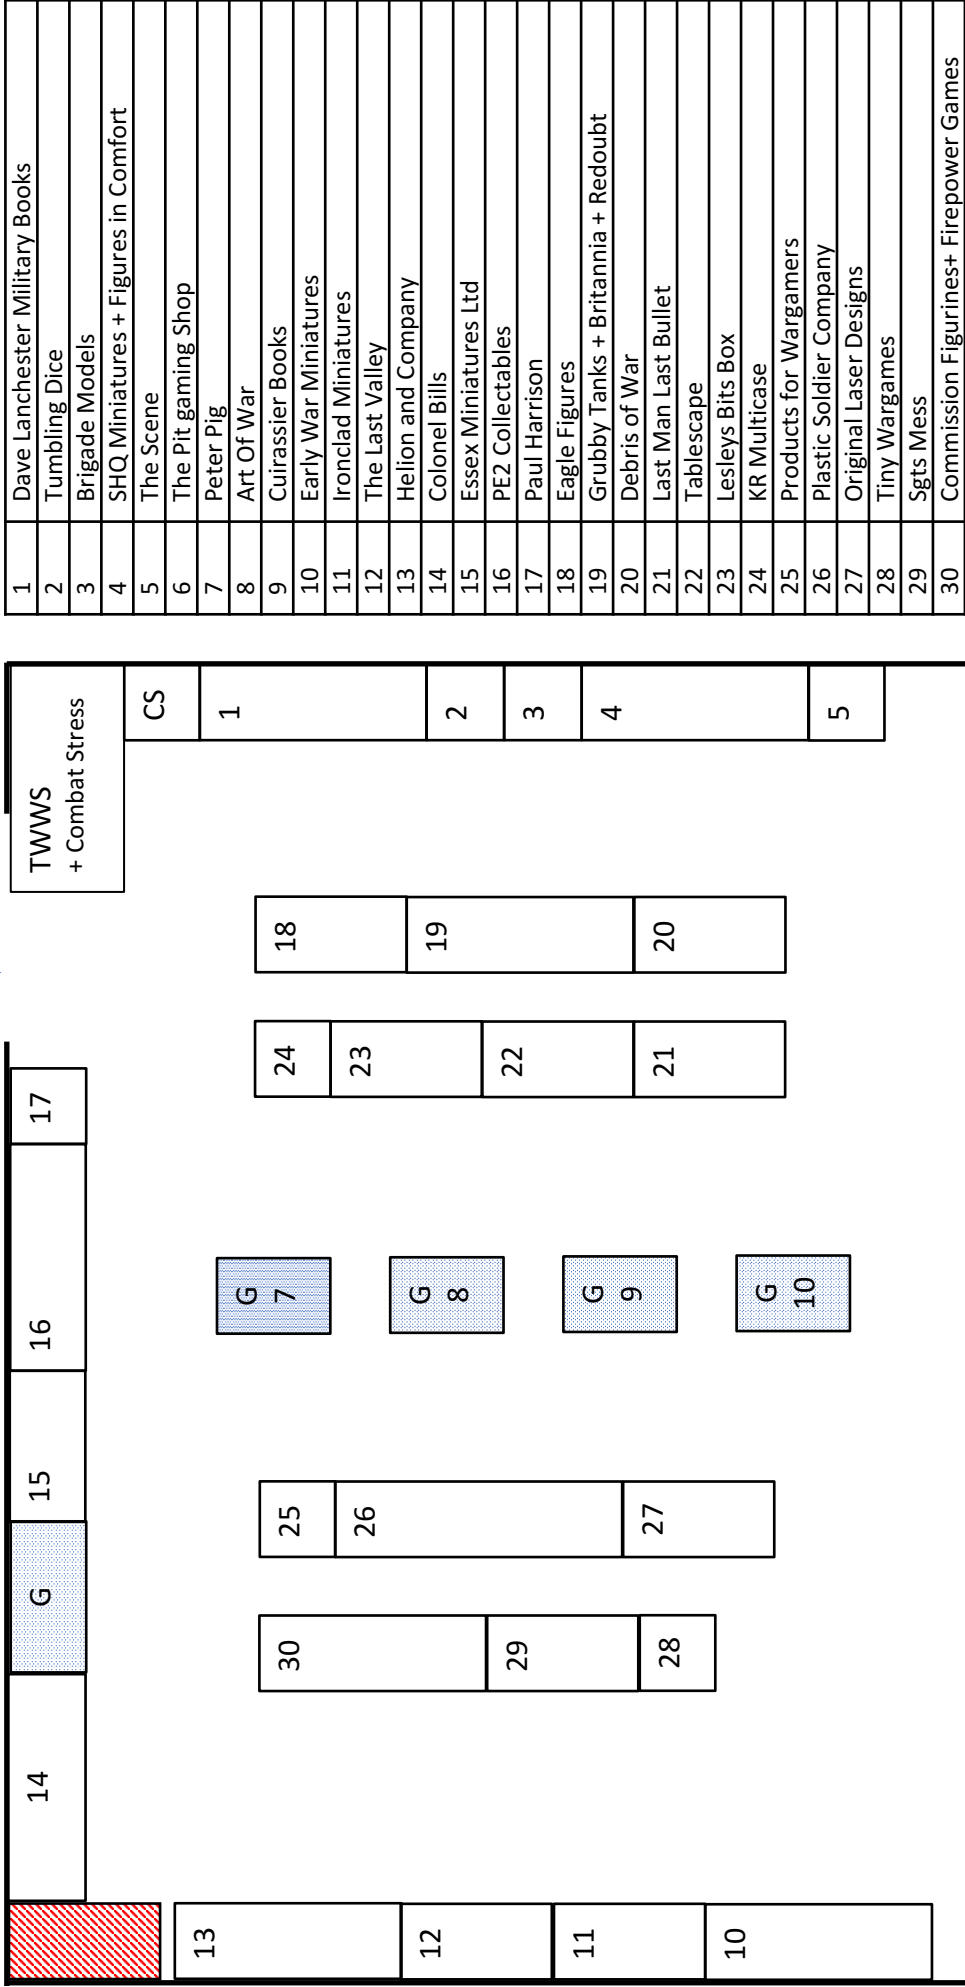 14 G 15 16 17 TWWS
+ Combat Stress
CS
13 1
G
7
30 25 24 18
26 23
12 G 19
8 2
29 22
3
11 G 4
9
27
28 21 20
10
G
10
5
1 Dave Lanchester Military Books
2 Tumbling Dice
3 Brigade Models
4 SHQ Miniatures + Figures in Comfort
5 The Scene
6 The Pit gaming Shop
7 Peter Pig
8 Art Of War
9 Cuirassier Books
10 Early War Miniatures
11 Ironclad Miniatures
12 The Last Valley
13 Helion and Company
14 Colonel Bills
15 Essex Miniatures Ltd
16 PE2 Collectables
17 Paul Harrison
18 Eagle Figures
19 Grubby Tanks + Britannia + Redoubt
20 Debris of War
21 Last Man Last Bullet
22 Tablescape
23 Lesleys Bits Box
24 KR Multicase
25 Products for Wargamers
26 Plastic Soldier Company
27 Original Laser Designs
28 Tiny Wargames
29 Sgts Mess
30 Commission Figurines+ Firepower Games